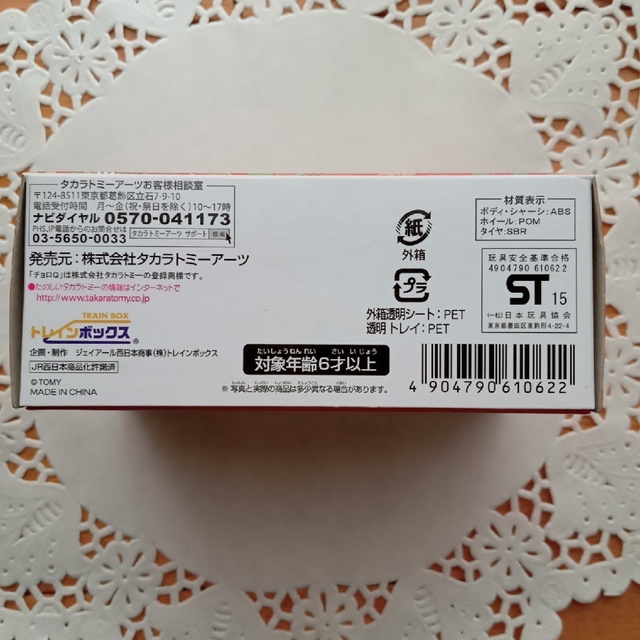 タカラトミーアーツお客様相談室
〒124-8511東京都葛飾区立石7-9-10
電話受付時間 月〜金(祝・祭日を除く)10〜17時
ナビダイヤル 0570-041173
PHS,IP電話からのお問合せは
03-5650-0033
タカラトミーアーツ サポート 検索
発売元:株式会社タカラトミーアーツ
「チョロQ」は株式会社タカラトミーの登録商標です。
●たのしいタカラトミーの情報はインターネットで
http://www.takaratomy.co.jp
TRAIN BOX
トレインボックス®
企画・制作 ジェイアール西日本商事(株)トレインボックス
JR西日本商品化許諾済
©TOMY
MADE IN CHINA
紙
外箱
プラ
外箱透明シート:PET
透明トレイ:PET
たいしょうねんれい さい いじょう
対象年齢6才以上
※写真と実際の商品は多少異なる場合があります。
材質表示
ボディ・シャーシ:ABS
ホイール:POM
タイヤ:SBR
玩具安全基準合格
4904790 610622
ST 15
(一社)日本玩具協会
東京都墨田区東駒形4-22-4
4 904790 610622